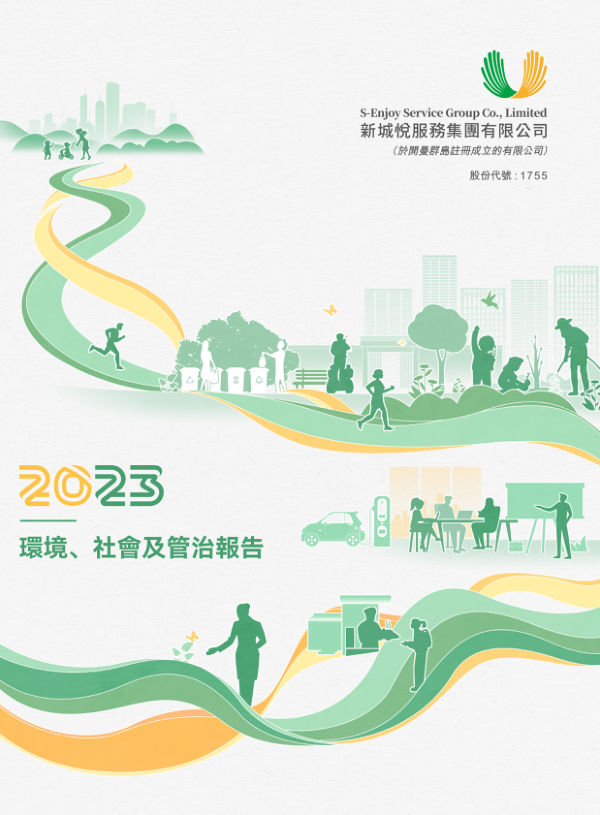 S-Enjoy Service Group Co., Limited
新城悅服務集團有限公司
（於開曼群島註冊成立的有限公司）
股份代號 : 1755
2023
環境、社會及管治報告